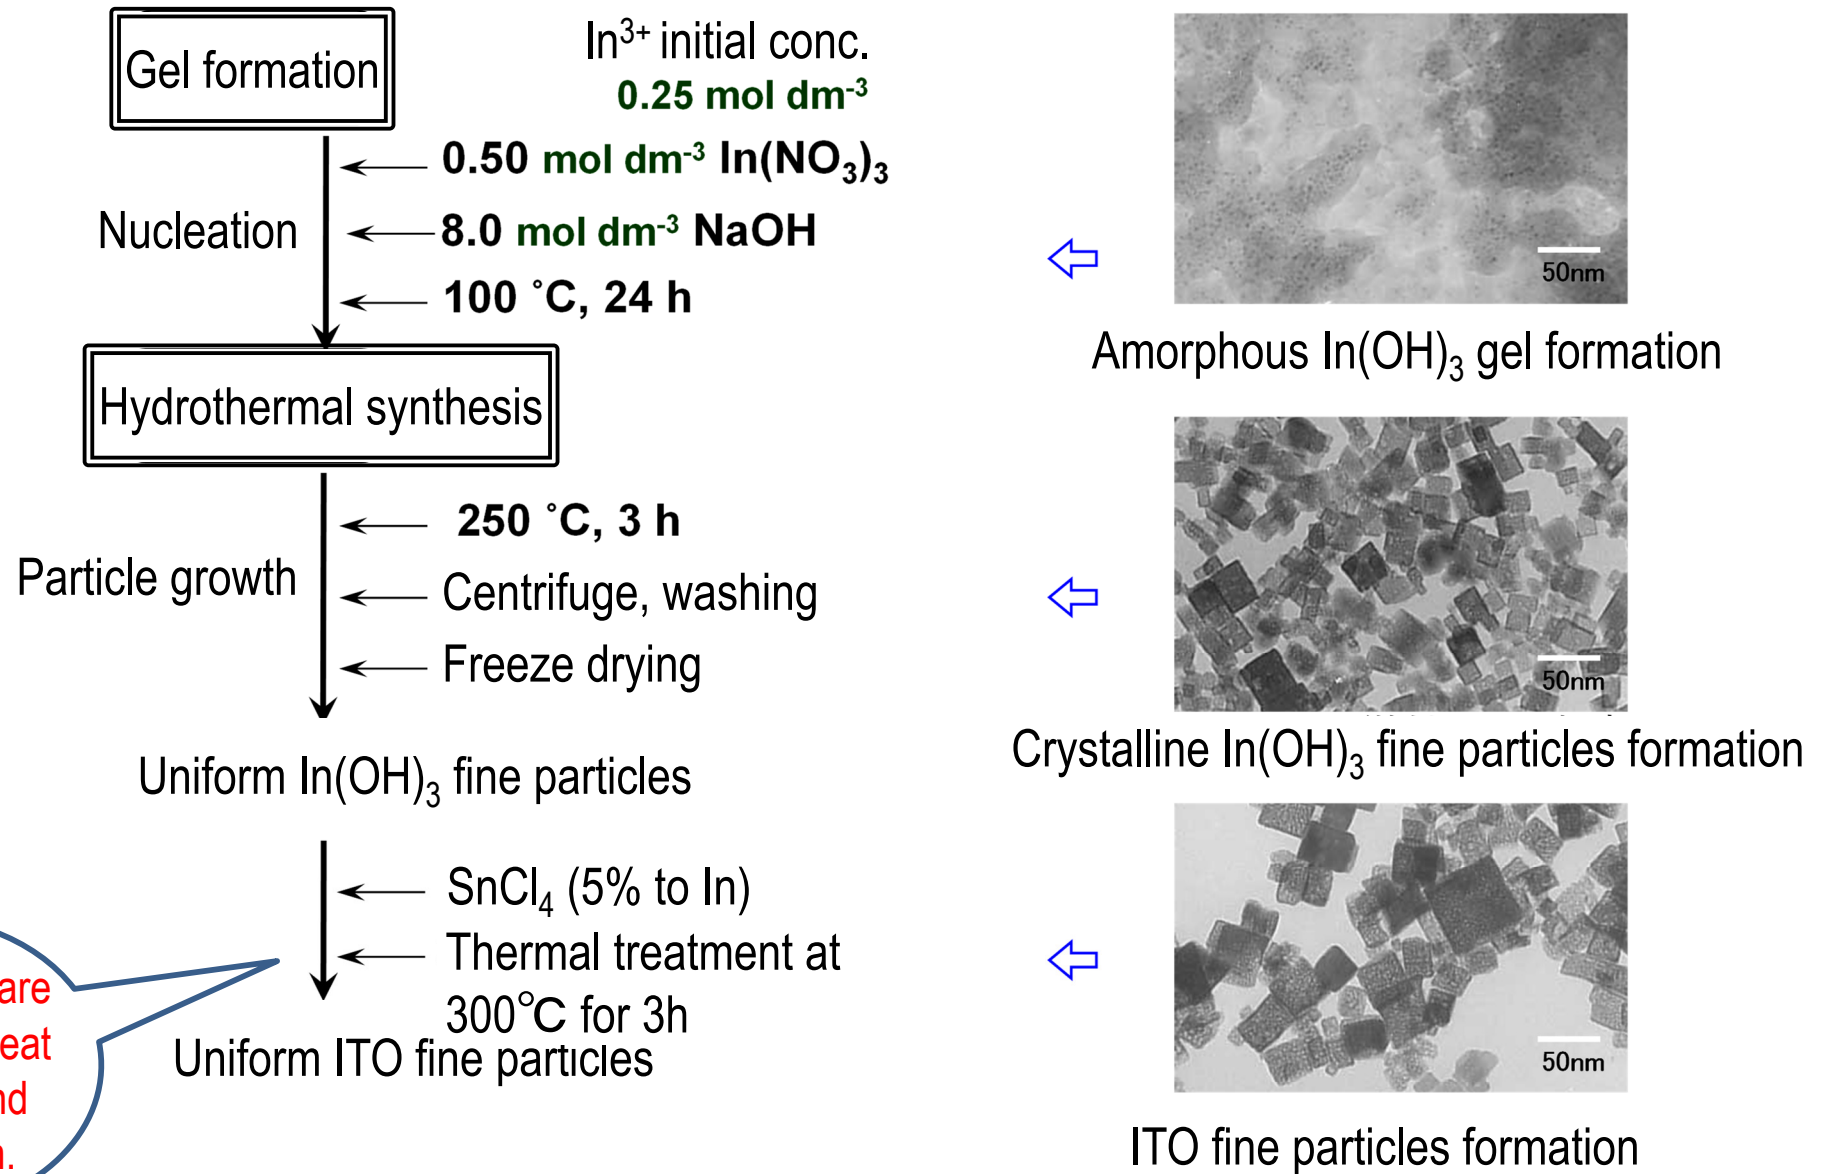 Gel formation
In³⁺ initial conc.
0.25 mol dm⁻³
0.50 mol dm⁻³ In(NO₃)₃
Nucleation
8.0 mol dm⁻³ NaOH
100 ˚C, 24 h
Hydrothermal synthesis
250 ˚C, 3 h
Particle growth
Centrifuge, washing
Freeze drying
Uniform In(OH)₃ fine particles
SnCl₄ (5% to In)
Thermal treatment at
300℃ for 3h
Uniform ITO fine particles
are
eat
nd
50nm
Amorphous In(OH)₃ gel formation
50nm
Crystalline In(OH)₃ fine particles formation
50nm
ITO fine particles formation